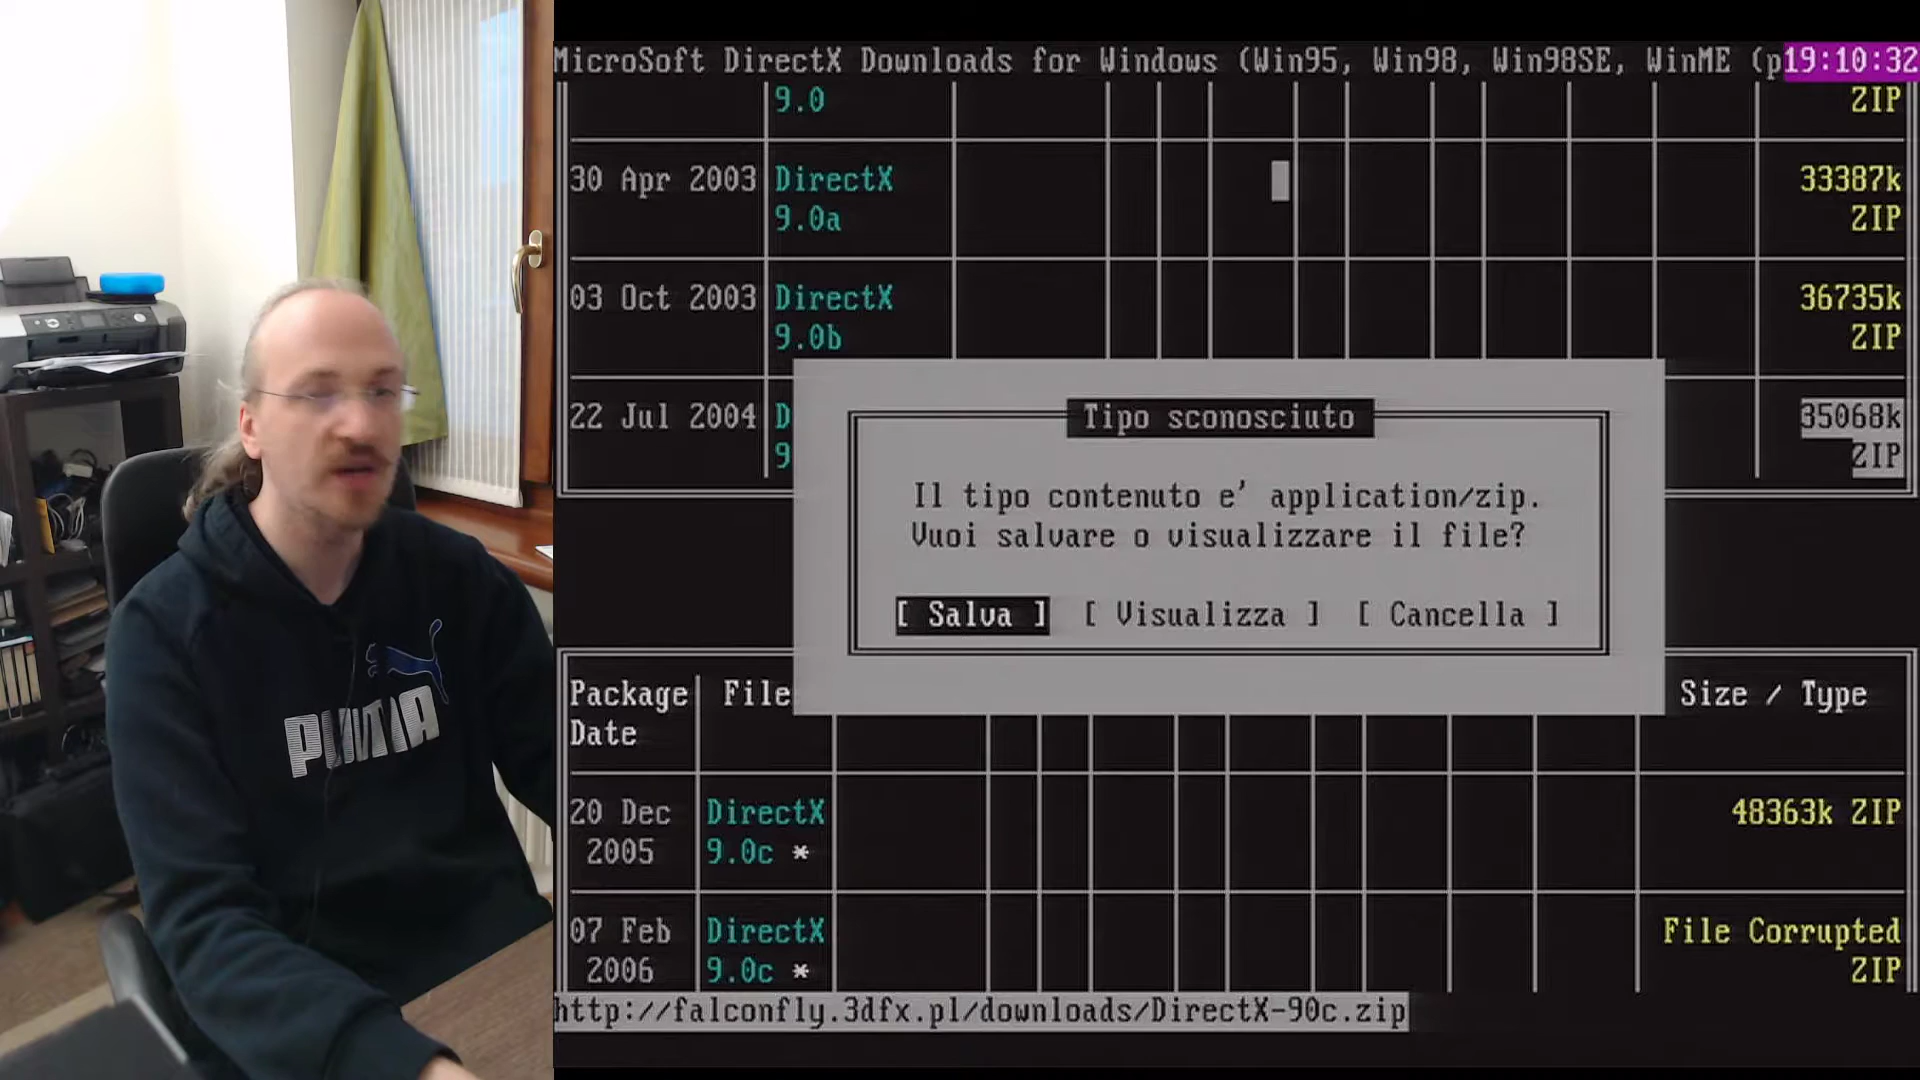 MicroSoft DirectX Downloads for Windows (Win95, Win98, Win98SE, WinME (p19:10:32
9.0 ZIP
30 Apr 2003 DirectX 33387k
9.0a ZIP
03 Oct 2003 DirectX 36735k
9.0b ZIP
22 Jul 2004 D 35068k
9 ZIP
Tipo sconosciuto
Il tipo contenuto e' application/zip.
Vuoi salvare o visualizzare il file?
[ Salva ] [ Visualizza ] [ Cancella ]
Package File Size / Type
Date
20 Dec DirectX 48363k ZIP
2005 9.0c *
07 Feb DirectX File Corrupted
2006 9.0c * ZIP
http://falconfly.3dfx.pl/downloads/DirectX-90c.zip
PUMA